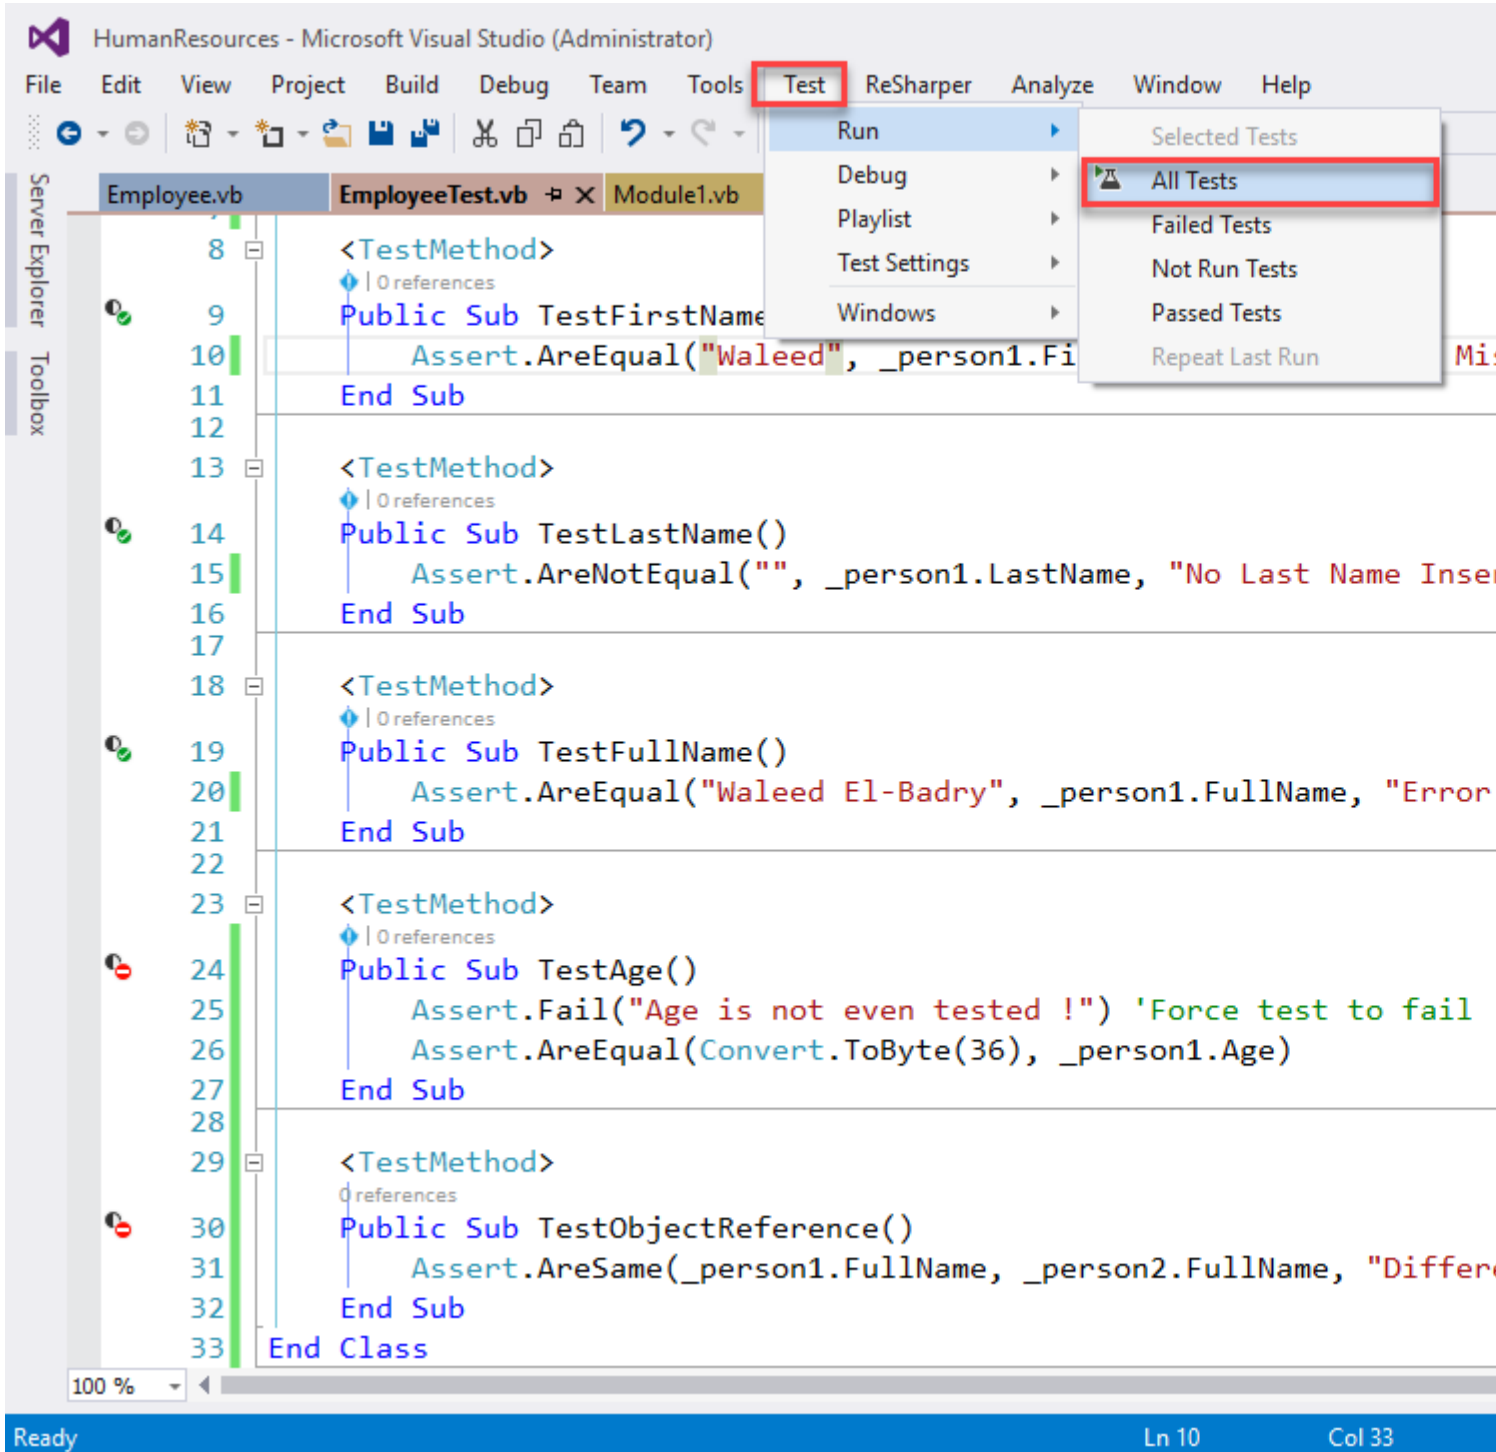 HumanResources - Microsoft Visual Studio (Administrator)
File Edit View Project Build Debug Team Tools Test ReSharper Analyze Window Help
Run
Debug
Playlist
Test Settings
Windows
Selected Tests
All Tests
Failed Tests
Not Run Tests
Passed Tests
Repeat Last Run
Server Explorer
Toolbox
Employee.vb EmployeeTest.vb Module1.vb
8 <TestMethod>
0 references
9 Public Sub TestFirstName
10 Assert.AreEqual("Waleed", _person1.Fi Mis
11 End Sub
12
13 <TestMethod>
0 references
14 Public Sub TestLastName()
15 Assert.AreNotEqual("", _person1.LastName, "No Last Name Inser
16 End Sub
17
18 <TestMethod>
0 references
19 Public Sub TestFullName()
20 Assert.AreEqual("Waleed El-Badry", _person1.FullName, "Error
21 End Sub
22
23 <TestMethod>
0 references
24 Public Sub TestAge()
25 Assert.Fail("Age is not even tested !") 'Force test to fail
26 Assert.AreEqual(Convert.ToByte(36), _person1.Age)
27 End Sub
28
29 <TestMethod>
0 references
30 Public Sub TestObjectReference()
31 Assert.AreSame(_person1.FullName, _person2.FullName, "Differe
32 End Sub
33 End Class
100 %
Ready Ln 10 Col 33